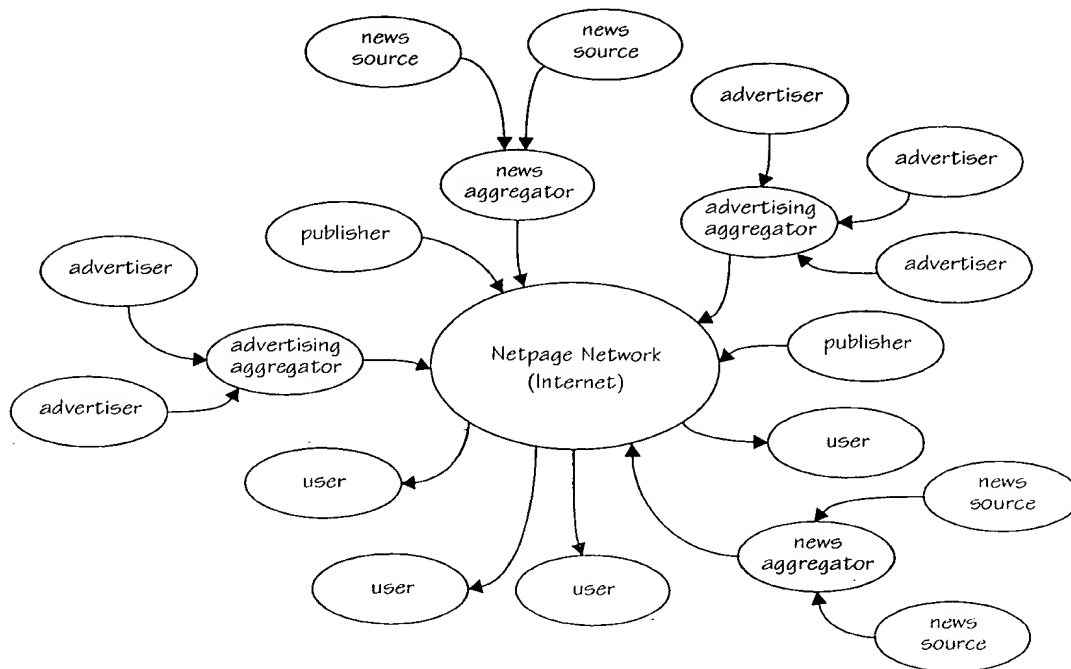 news
source
news
source
advertiser
advertiser
news
aggregator
advertising
aggregator
publisher
advertiser
advertiser
advertising
aggregator
Netpage Network
(Internet)
publisher
advertiser
user
user
news
source
news
aggregator
user
user
news
source